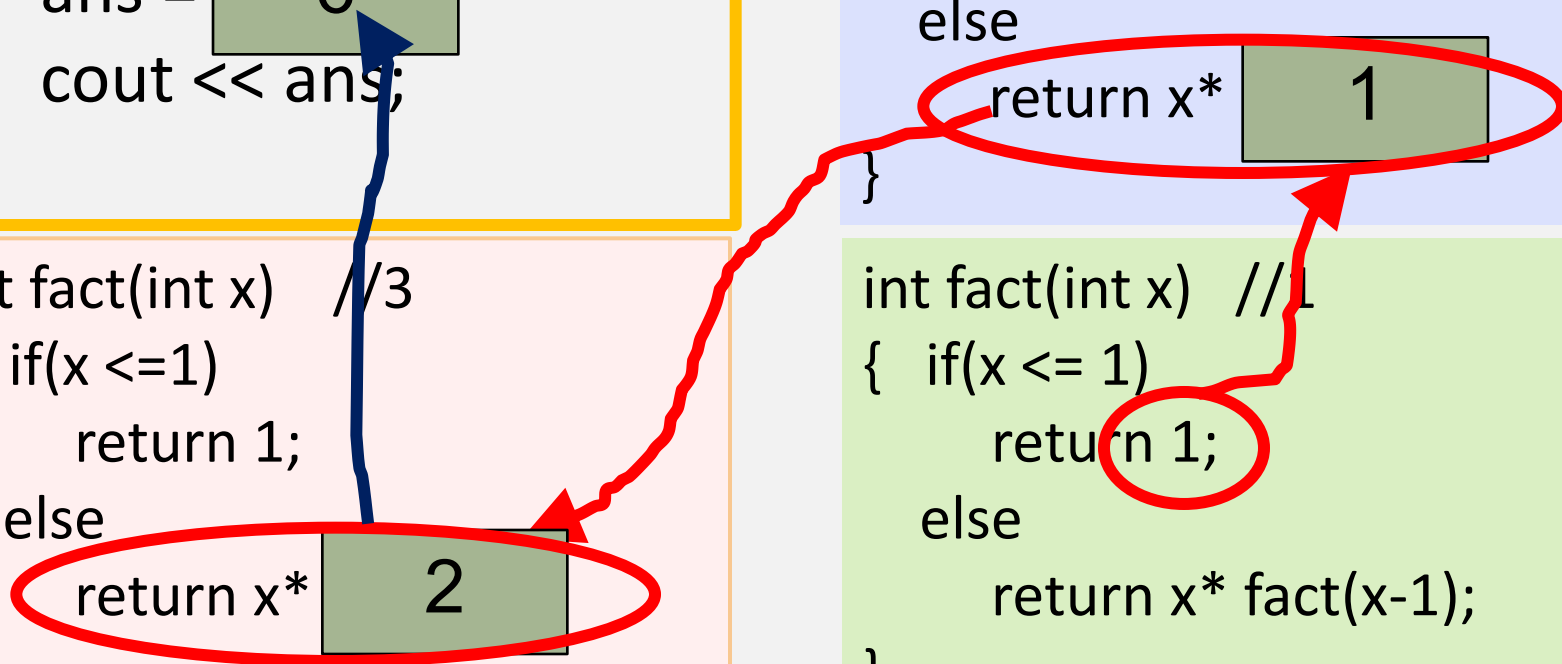 ans =
cout << ans;
else
return x* 1
}
t fact(int x) //3
if(x <=1)
return 1;
else
return x* 2
int fact(int x) //1
{ if(x <= 1)
return 1;
else
return x* fact(x-1);
}